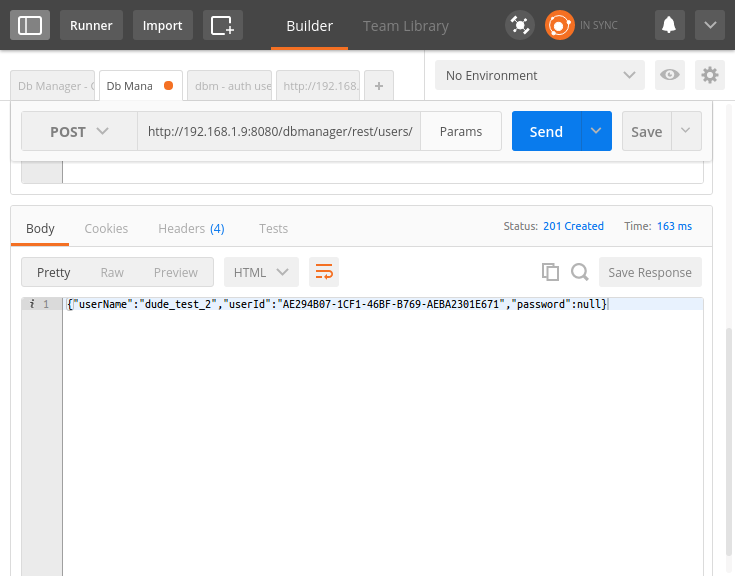 Runner Import Builder Team Library IN SYNC
Db Manager - Db Mana dbm - auth use http://192.168. + No Environment
POST http://192.168.1.9:8080/dbmanager/rest/users/ Params Send Save
Body Cookies Headers (4) Tests Status: 201 Created Time: 163 ms
Pretty Raw Preview HTML Save Response
i 1 {"userName":"dude_test_2","userId":"AE294B07-1CF1-46BF-B769-AEBA2301E671","password":null}